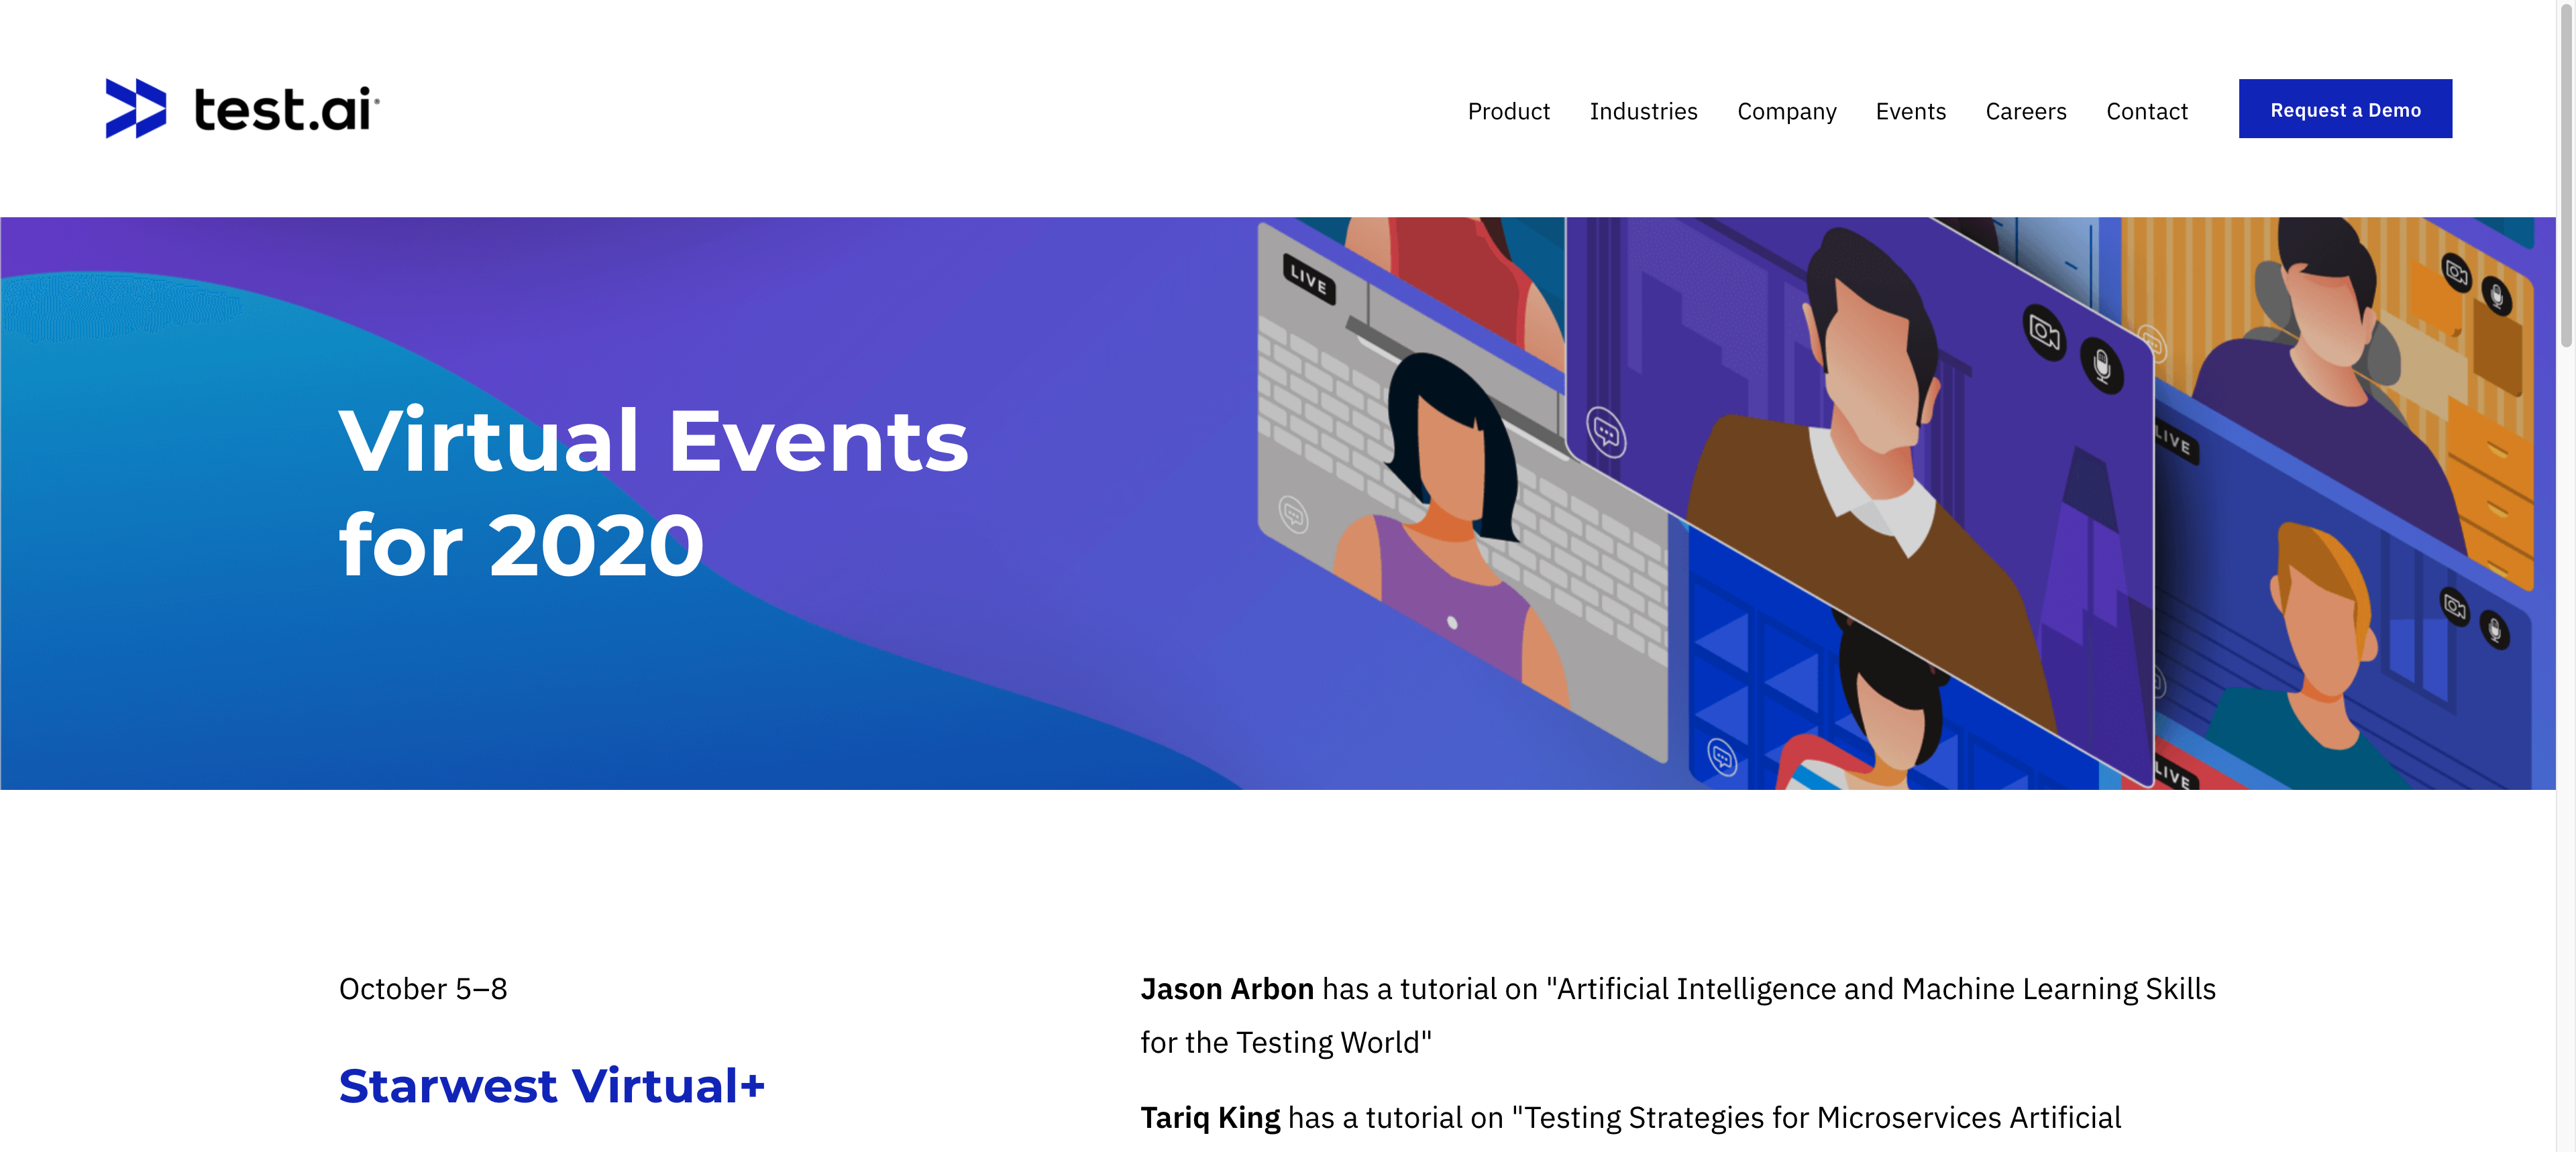 test.ai
Product Industries Company Events Careers Contact Request a Demo
LIVE
LIVE
LIVE
Virtual Events
for 2020
October 5–8
Starwest Virtual+
Jason Arbon has a tutorial on "Artificial Intelligence and Machine Learning Skills
for the Testing World"
Tariq King has a tutorial on "Testing Strategies for Microservices Artificial